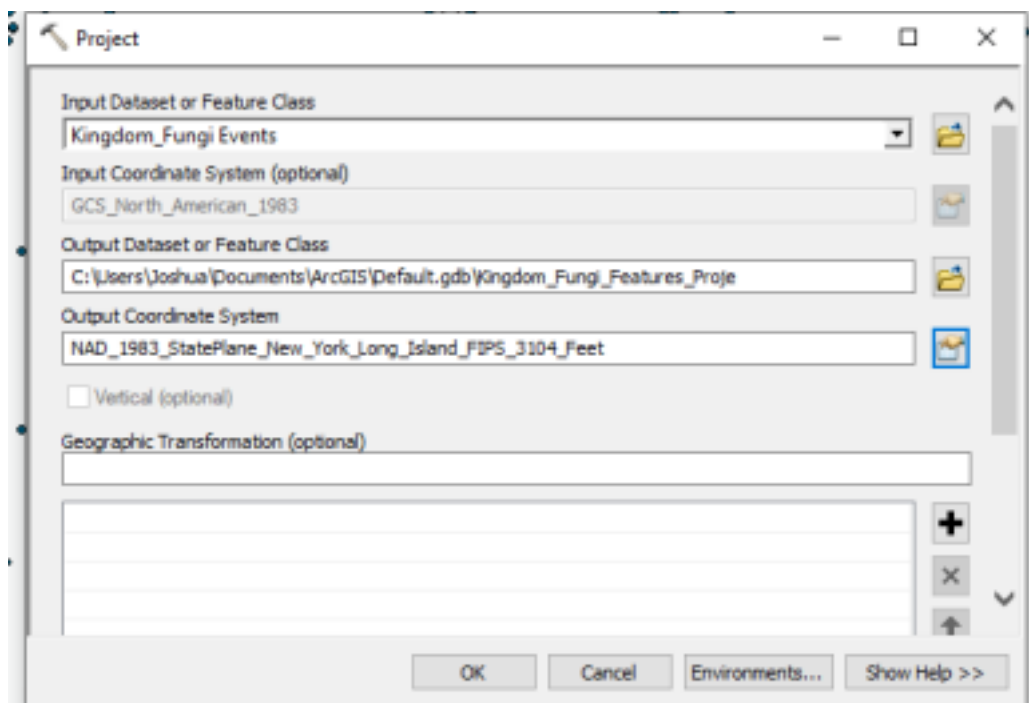 Project
Input Dataset or Feature Class
Kingdom_Fungi Events
Input Coordinate System (optional)
GCS_North_American_1983
Output Dataset or Feature Class
C:\Users\Joshua\Documents\ArcGIS\Default.gdb\Kingdom_Fungi_Features_Proje
Output Coordinate System
NAD_1983_StatePlane_New_York_Long_Island_FIPS_3104_Feet
Vertical (optional)
Geographic Transformation (optional)
OK Cancel Environments... Show Help >>